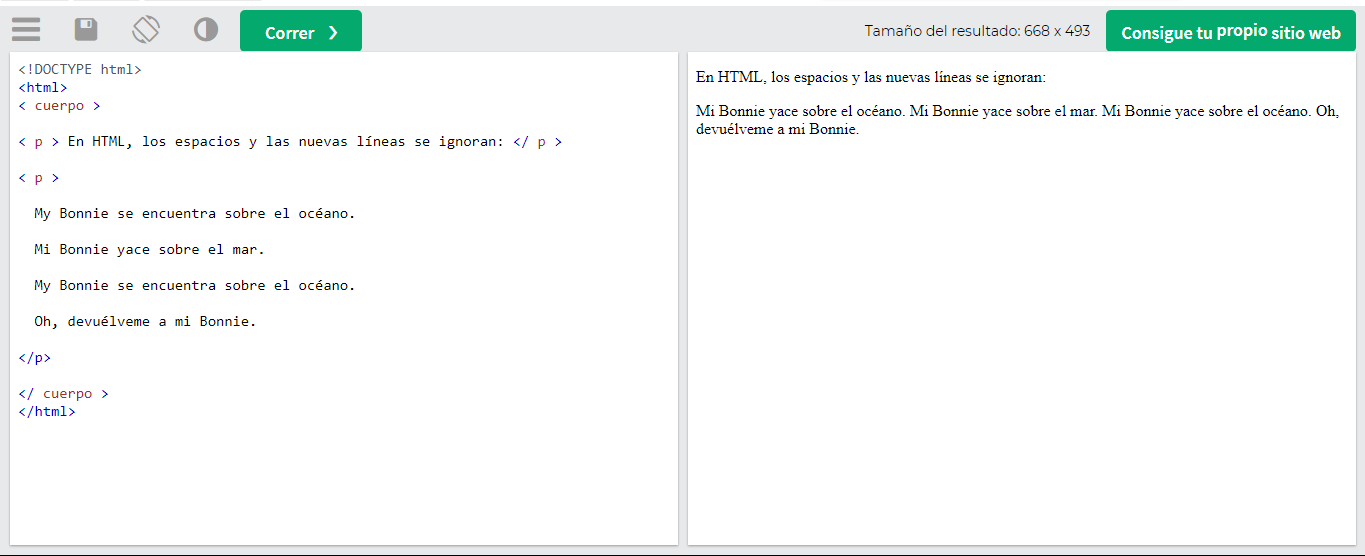 Correr ❯
Tamaño del resultado: 668 x 493
Consigue tu propio sitio web
<!DOCTYPE html>
<html>
< cuerpo >
< p > En HTML, los espacios y las nuevas líneas se ignoran: </ p >
< p >
My Bonnie se encuentra sobre el océano.
Mi Bonnie yace sobre el mar.
My Bonnie se encuentra sobre el océano.
Oh, devuélveme a mi Bonnie.
</p>
</ cuerpo >
</html>
En HTML, los espacios y las nuevas líneas se ignoran:
Mi Bonnie yace sobre el océano. Mi Bonnie yace sobre el mar. Mi Bonnie yace sobre el océano. Oh,
devuélveme a mi Bonnie.